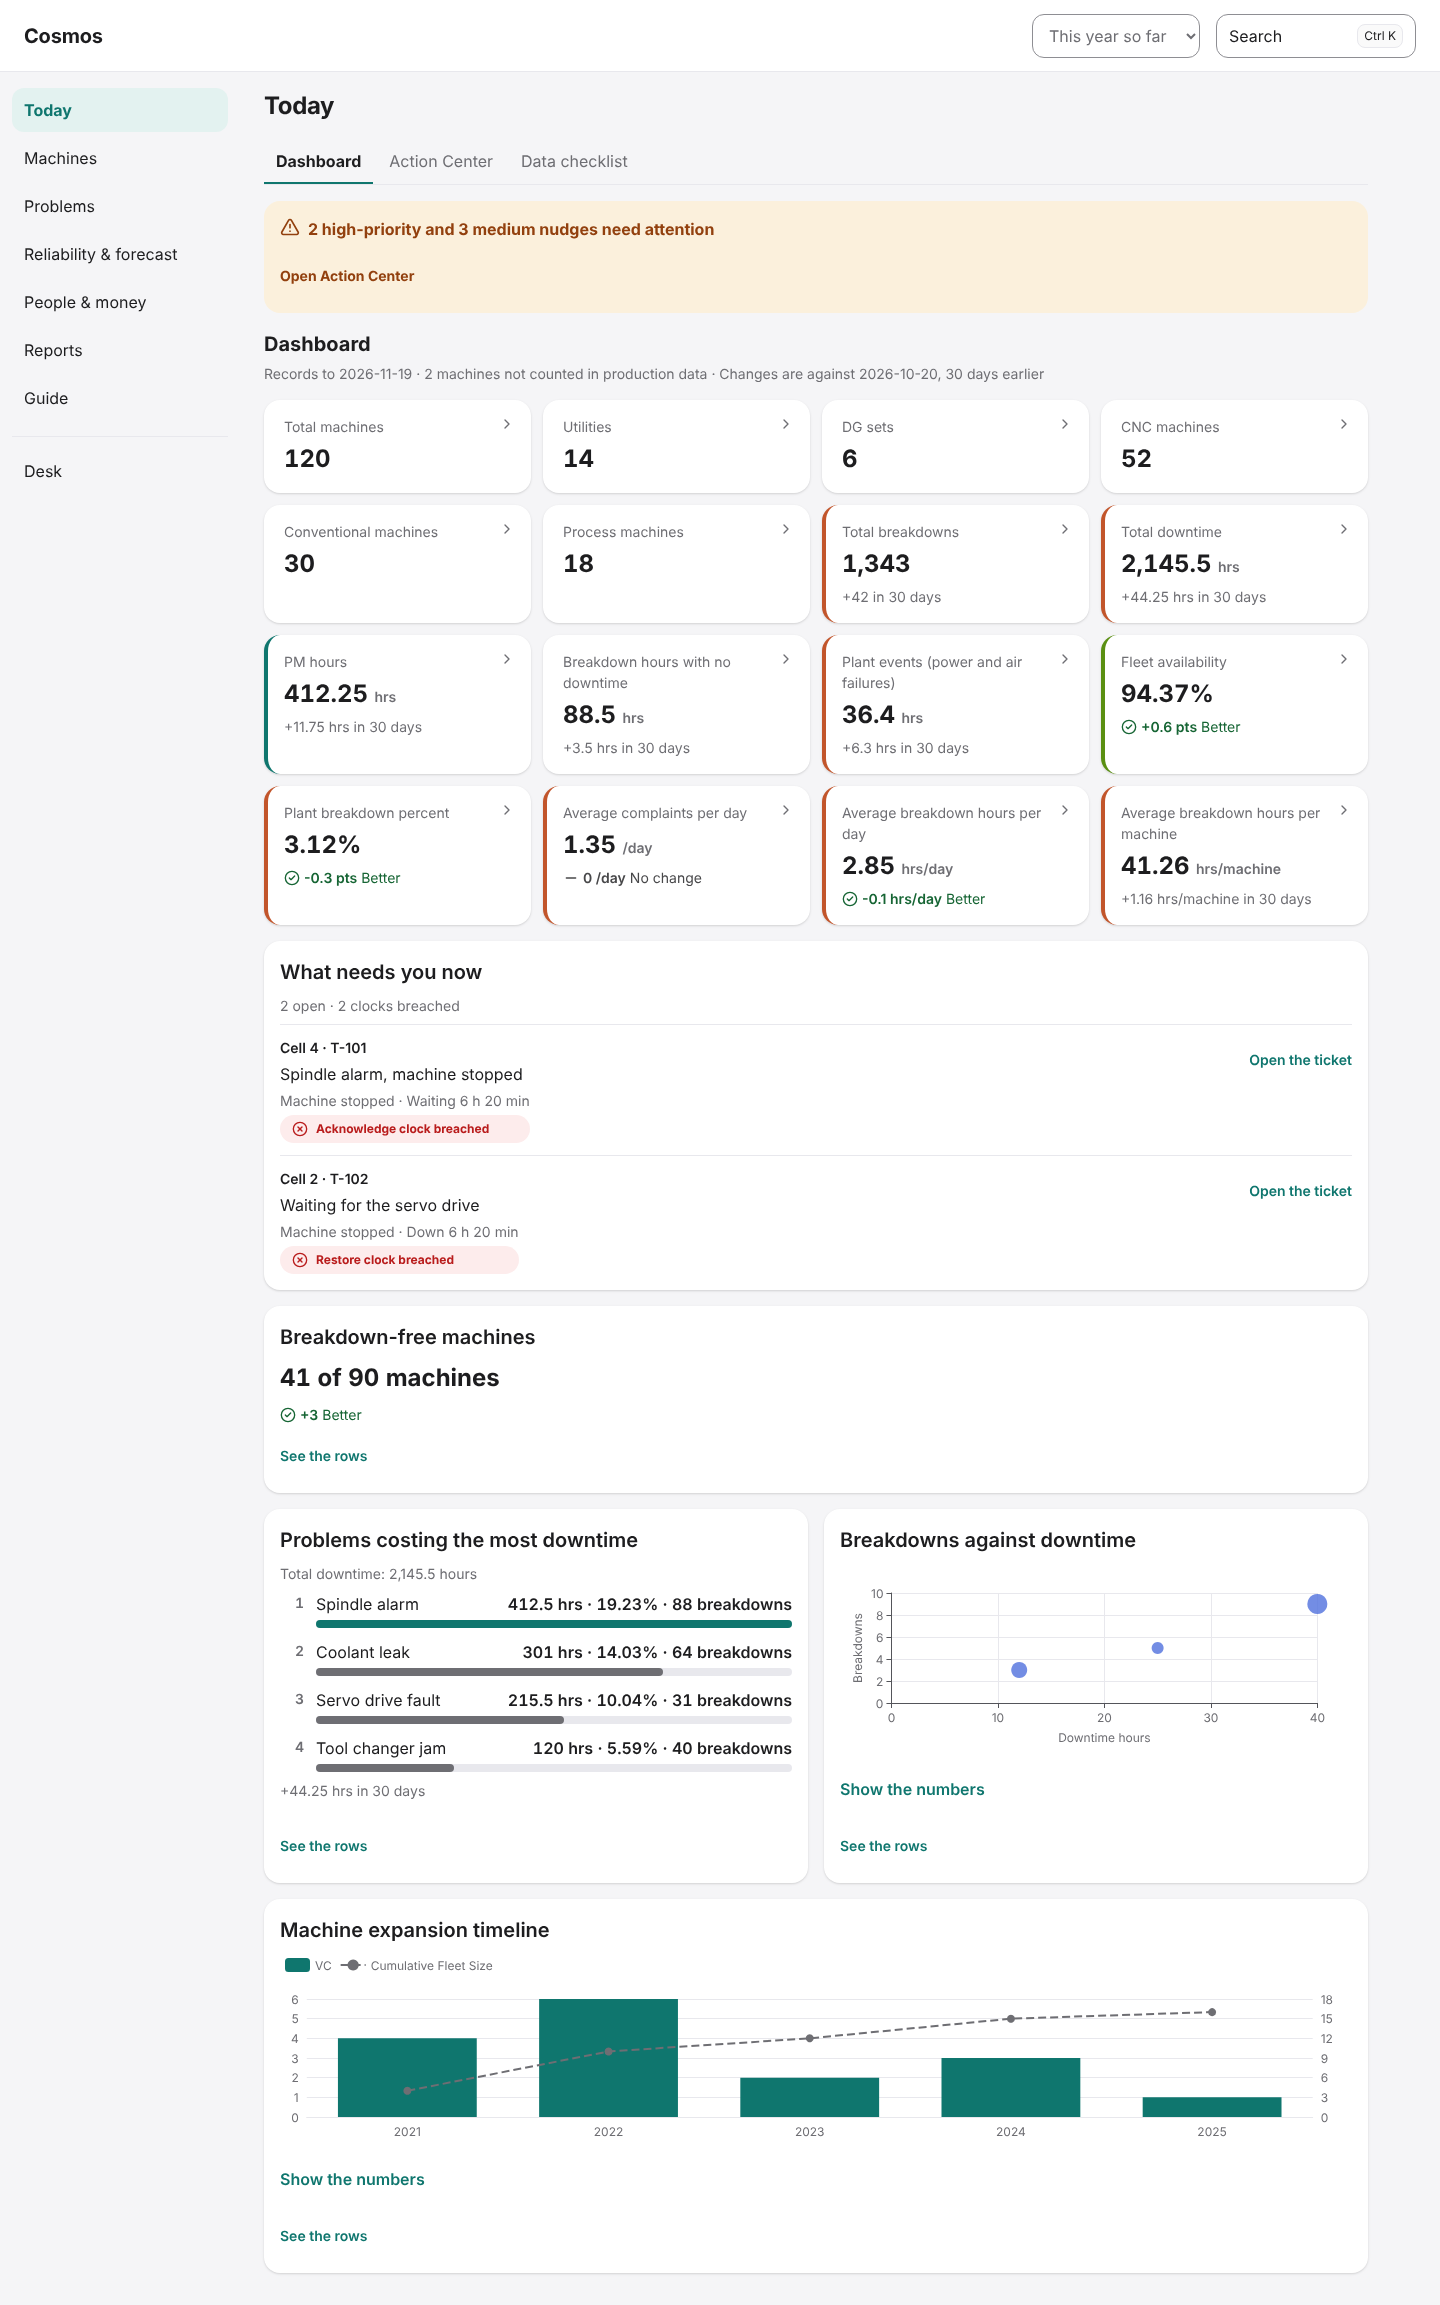 Cosmos
This year so far
Search
Ctrl K
Today
Machines
Problems
Reliability & forecast
People & money
Reports
Guide
Desk
Today
Dashboard
Action Center
Data checklist
2 high-priority and 3 medium nudges need attention
Open Action Center
Dashboard
Records to 2026-11-19 · 2 machines not counted in production data · Changes are against 2026-10-20, 30 days earlier
Total machines
120
Utilities
14
DG sets
6
CNC machines
52
Conventional machines
30
Process machines
18
Total breakdowns
1,343
+42 in 30 days
Total downtime
2,145.5 hrs
+44.25 hrs in 30 days
PM hours
412.25 hrs
+11.75 hrs in 30 days
Breakdown hours with no
downtime
88.5 hrs
+3.5 hrs in 30 days
Plant events (power and air
failures)
36.4 hrs
+6.3 hrs in 30 days
Fleet availability
94.37%
+0.6 pts Better
Plant breakdown percent
3.12%
-0.3 pts Better
Average complaints per day
1.35 /day
— 0 /day No change
Average breakdown hours per
day
2.85 hrs/day
-0.1 hrs/day Better
Average breakdown hours per
machine
41.26 hrs/machine
+1.16 hrs/machine in 30 days
What needs you now
2 open · 2 clocks breached
Cell 4 · T-101
Spindle alarm, machine stopped
Machine stopped · Waiting 6 h 20 min
Acknowledge clock breached
Open the ticket
Cell 2 · T-102
Waiting for the servo drive
Machine stopped · Down 6 h 20 min
Restore clock breached
Open the ticket
Breakdown-free machines
41 of 90 machines
+3 Better
See the rows
Problems costing the most downtime
Total downtime: 2,145.5 hours
1 Spindle alarm 412.5 hrs · 19.23% · 88 breakdowns
2 Coolant leak 301 hrs · 14.03% · 64 breakdowns
3 Servo drive fault 215.5 hrs · 10.04% · 31 breakdowns
4 Tool changer jam 120 hrs · 5.59% · 40 breakdowns
+44.25 hrs in 30 days
See the rows
Breakdowns against downtime
Breakdowns
10
8
6
4
2
0
0 10 20 30 40
Downtime hours
Show the numbers
See the rows
Machine expansion timeline
VC
Cumulative Fleet Size
6 18
5 15
4 12
3 9
2 6
1 3
0 0
2021 2022 2023 2024 2025
Show the numbers
See the rows